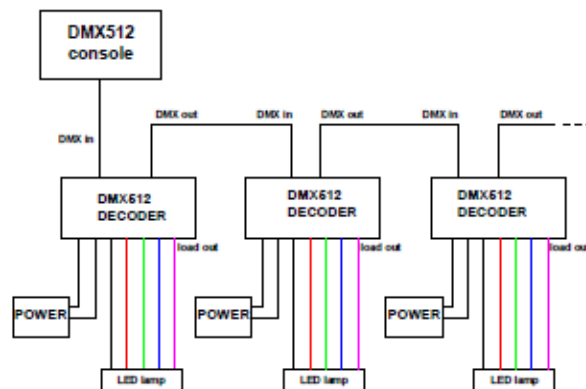 DMX512
console
DMX in
DMX out
DMX in
DMX out
DMX in
DMX out
DMX512
DECODER
DMX512
DECODER
DMX512
DECODER
load out
load out
load out
POWER
POWER
POWER
LED lamp
LED lamp
LED lamp